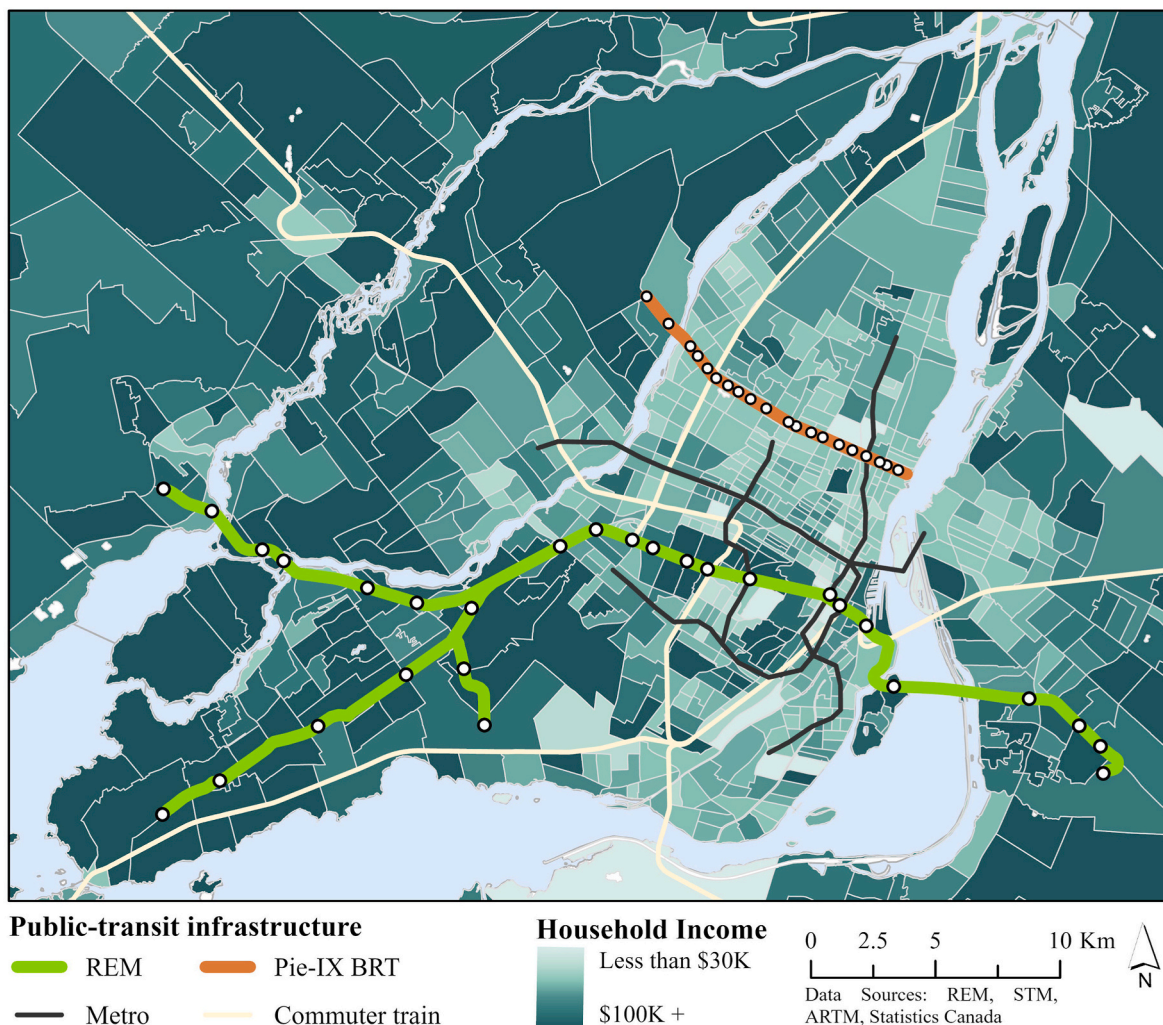 Public-transit infrastructure
REM
Pie-IX BRT
Metro
Commuter train
Household Income
Less than $30K
$100K +
0 2.5 5 10 Km
Data Sources: REM, STM,
ARTM, Statistics Canada
N